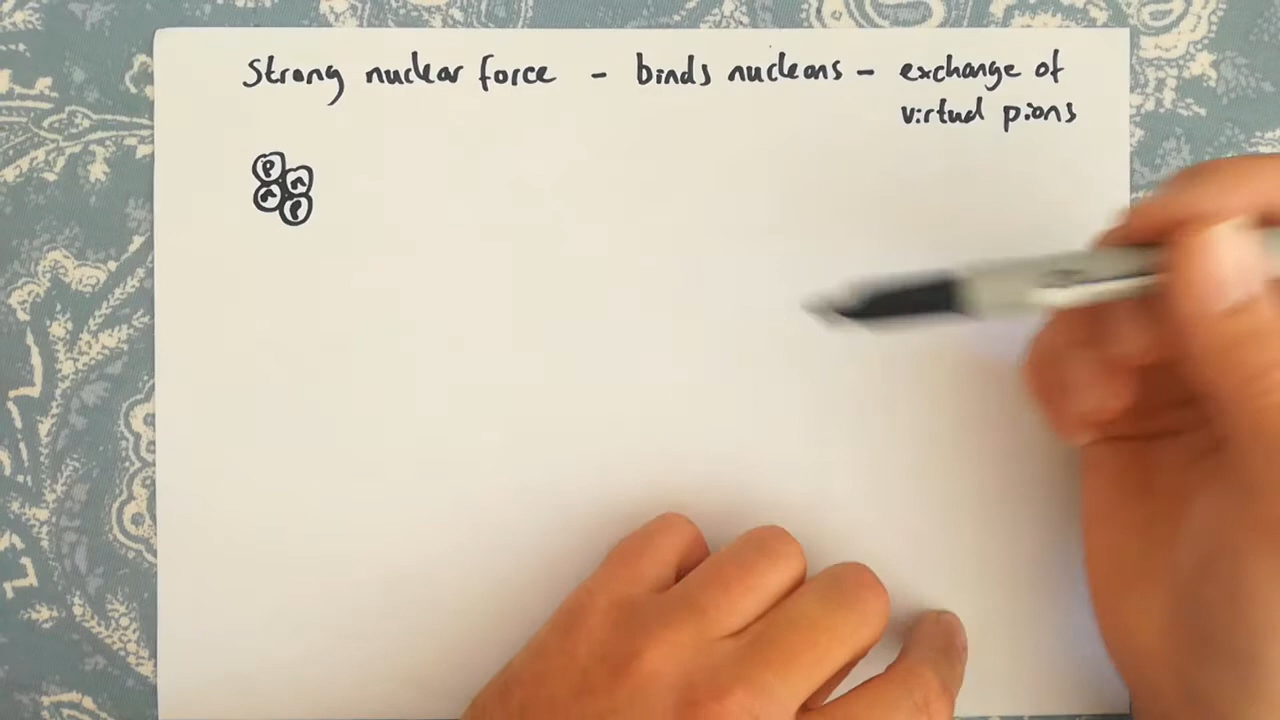 Strong nuclear force - binds nucleons - exchange of
virtual pions
p
n
n
p